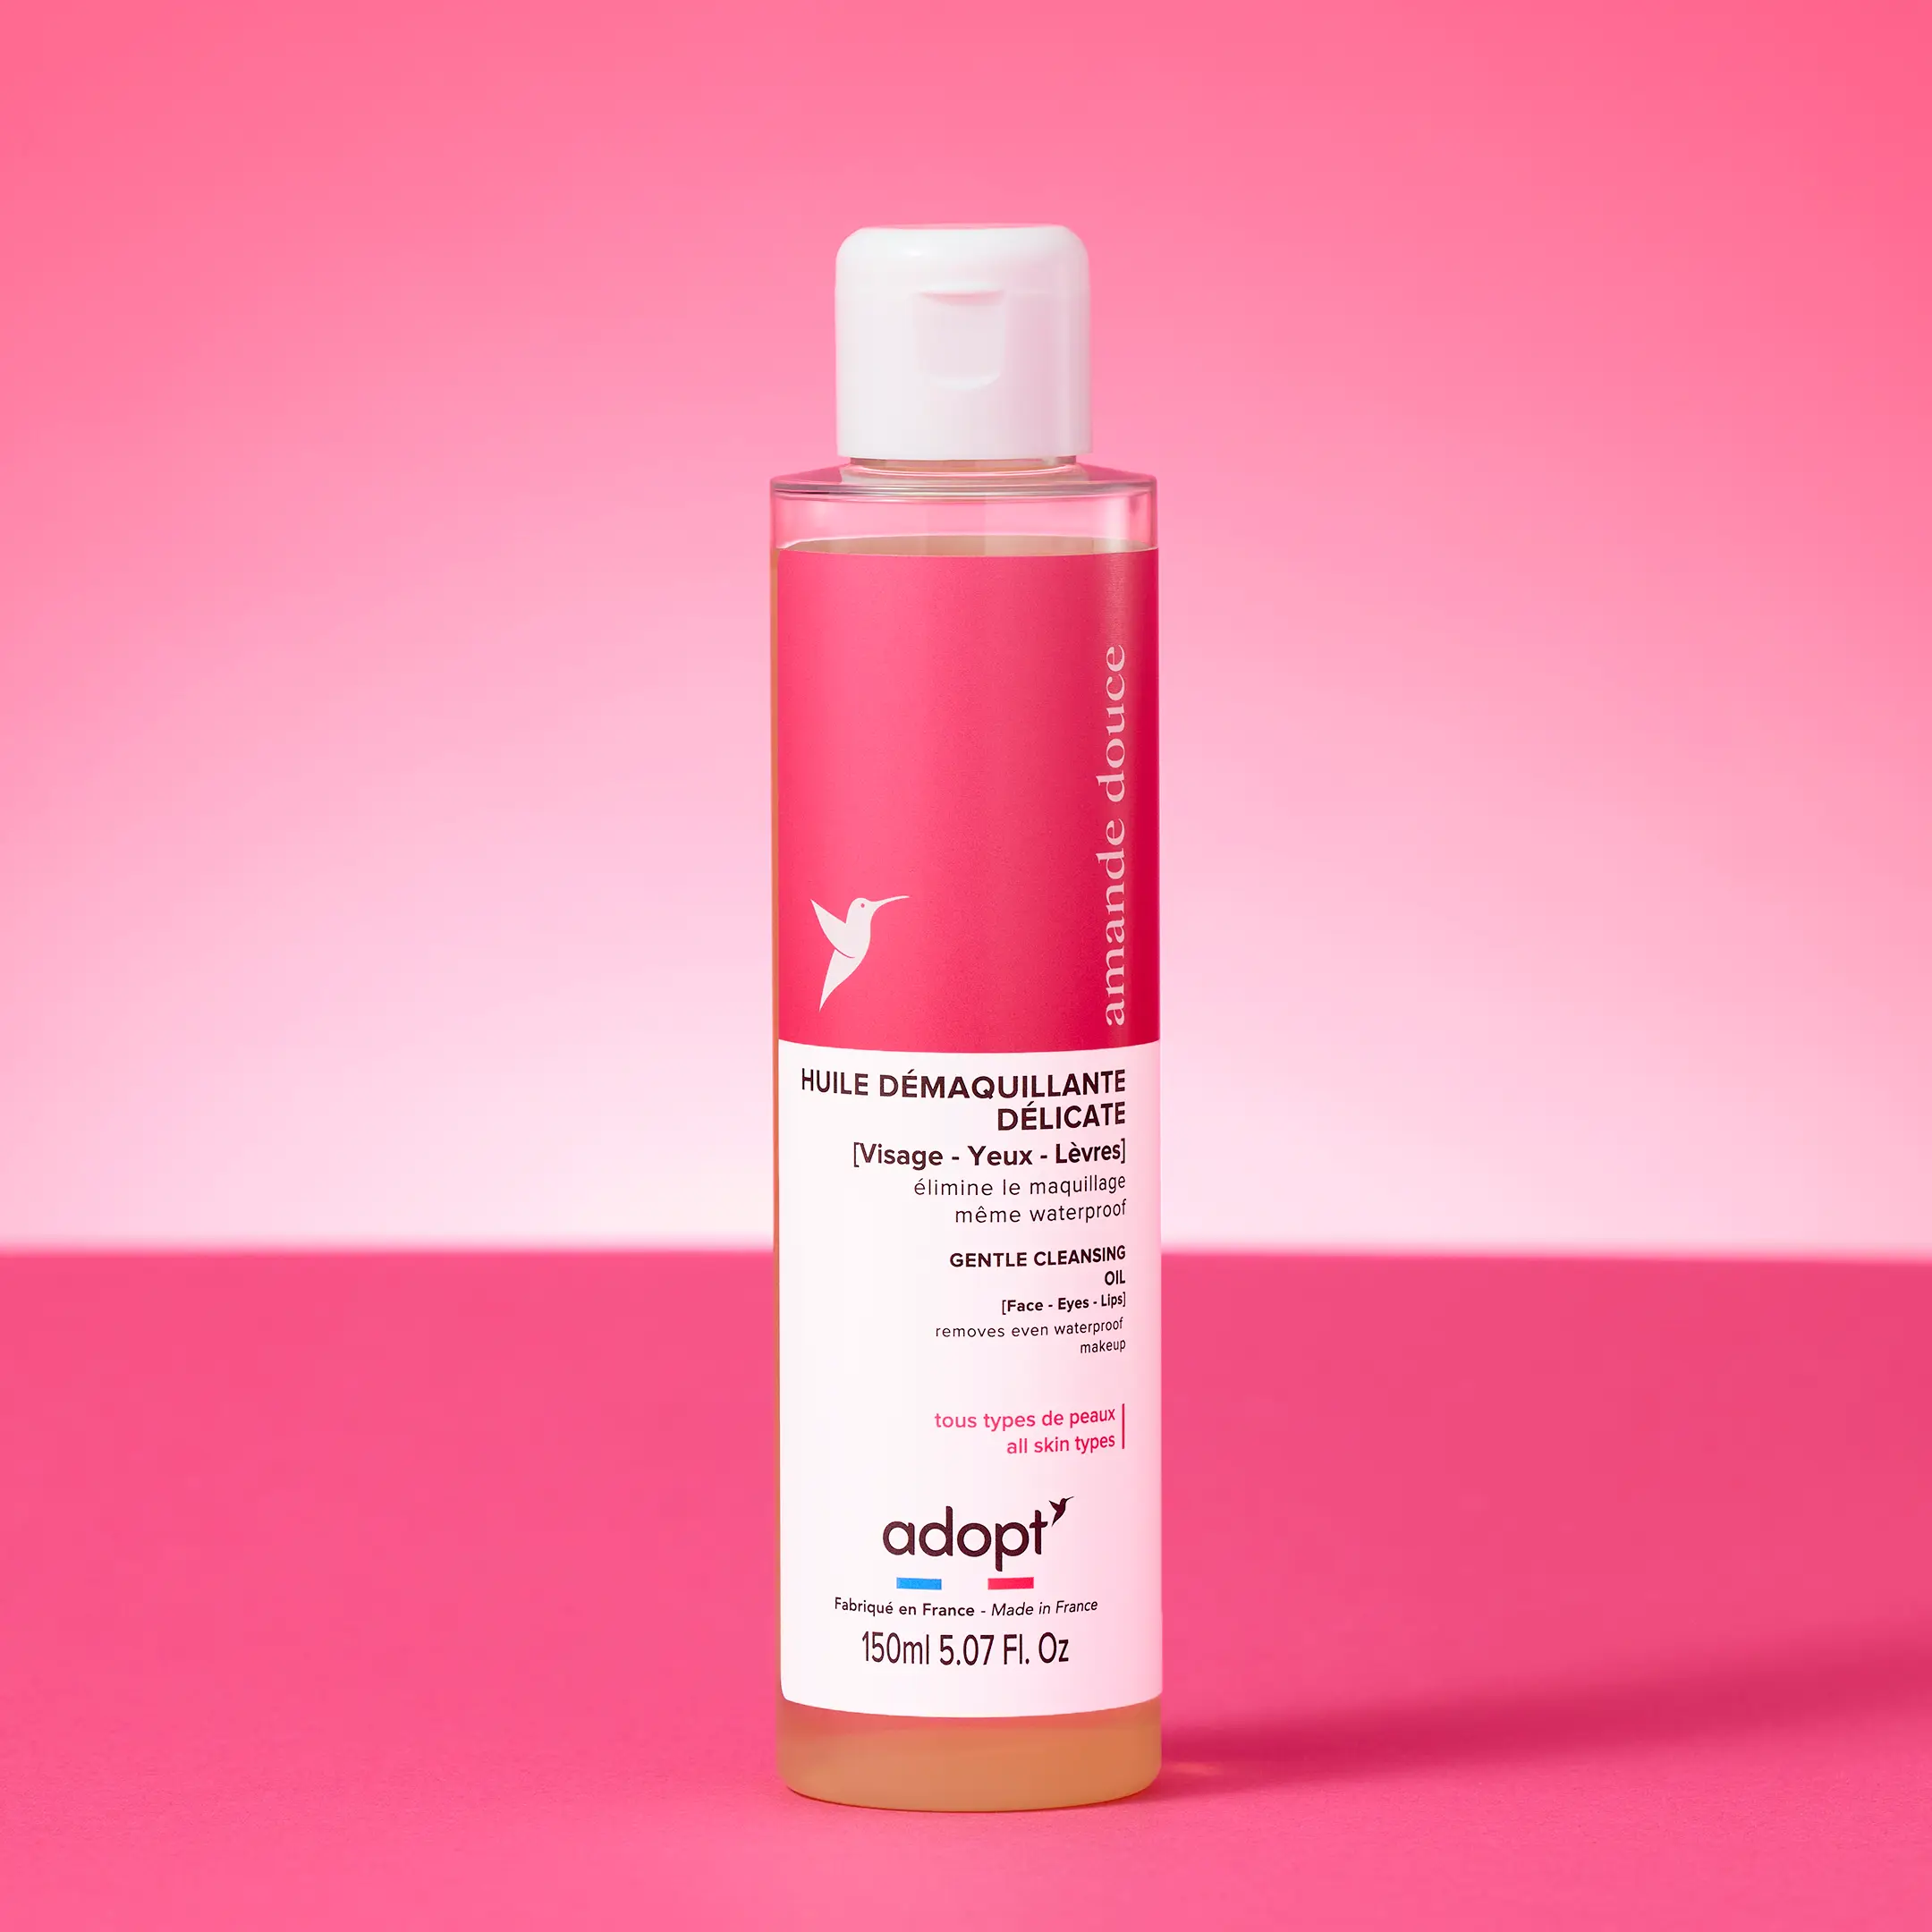 amande douce
HUILE DÉMAQUILLANTE
DÉLICATE
[Visage - Yeux - Lèvres]
élimine le maquillage
même waterproof
GENTLE CLEANSING
OIL
[Face - Eyes - Lips]
removes even waterproof
makeup
tous types de peaux
all skin types
adopt
Fabriqué en France - Made in France
150ml 5.07 Fl. Oz